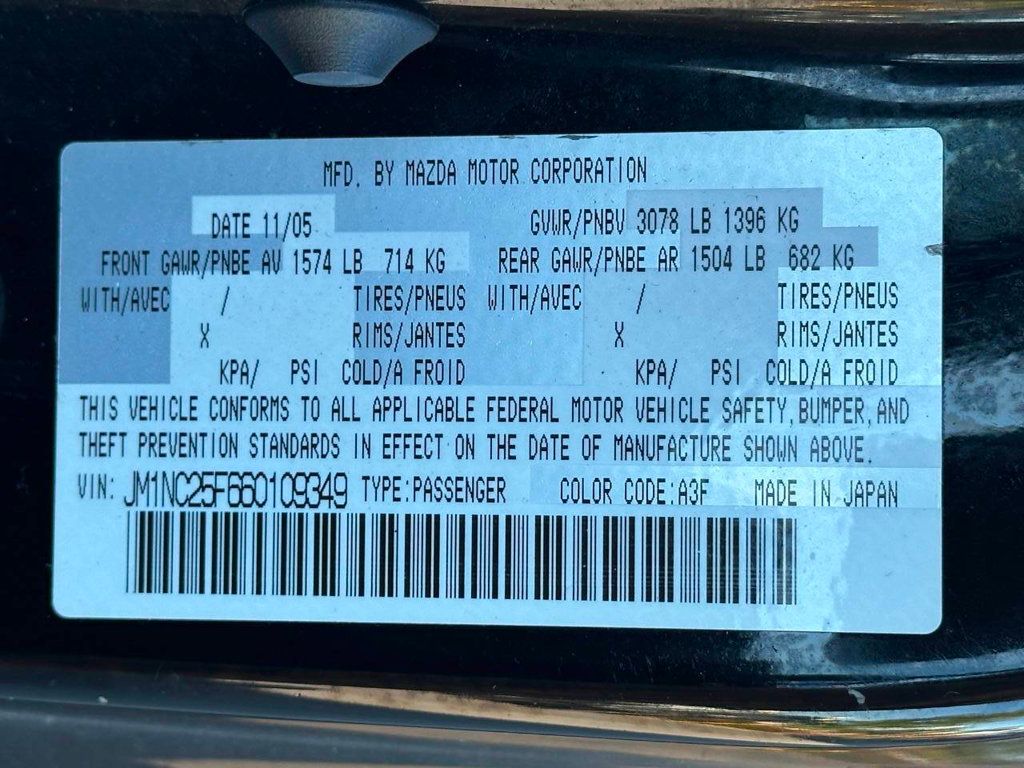 MFD. BY MAZDA MOTOR CORPORATION
DATE 11/05 GVWR/PNBV 3078 LB 1396 KG
FRONT GAWR/PNBE AV 1574 LB 714 KG REAR GAWR/PNBE AR 1504 LB 682 KG
WITH/AVEC / TIRES/PNEUS WITH/AVEC / TIRES/PNEUS
X RIMS/JANTES X RIMS/JANTES
KPA/ PSI COLD/A FROID KPA/ PSI COLD/A FROID
THIS VEHICLE CONFORMS TO ALL APPLICABLE FEDERAL MOTOR VEHICLE SAFETY, BUMPER, AND
THEFT PREVENTION STANDARDS IN EFFECT ON THE DATE OF MANUFACTURE SHOWN ABOVE.
VIN: JM1NC25F660109349 TYPE:PASSENGER COLOR CODE:A3F MADE IN JAPAN